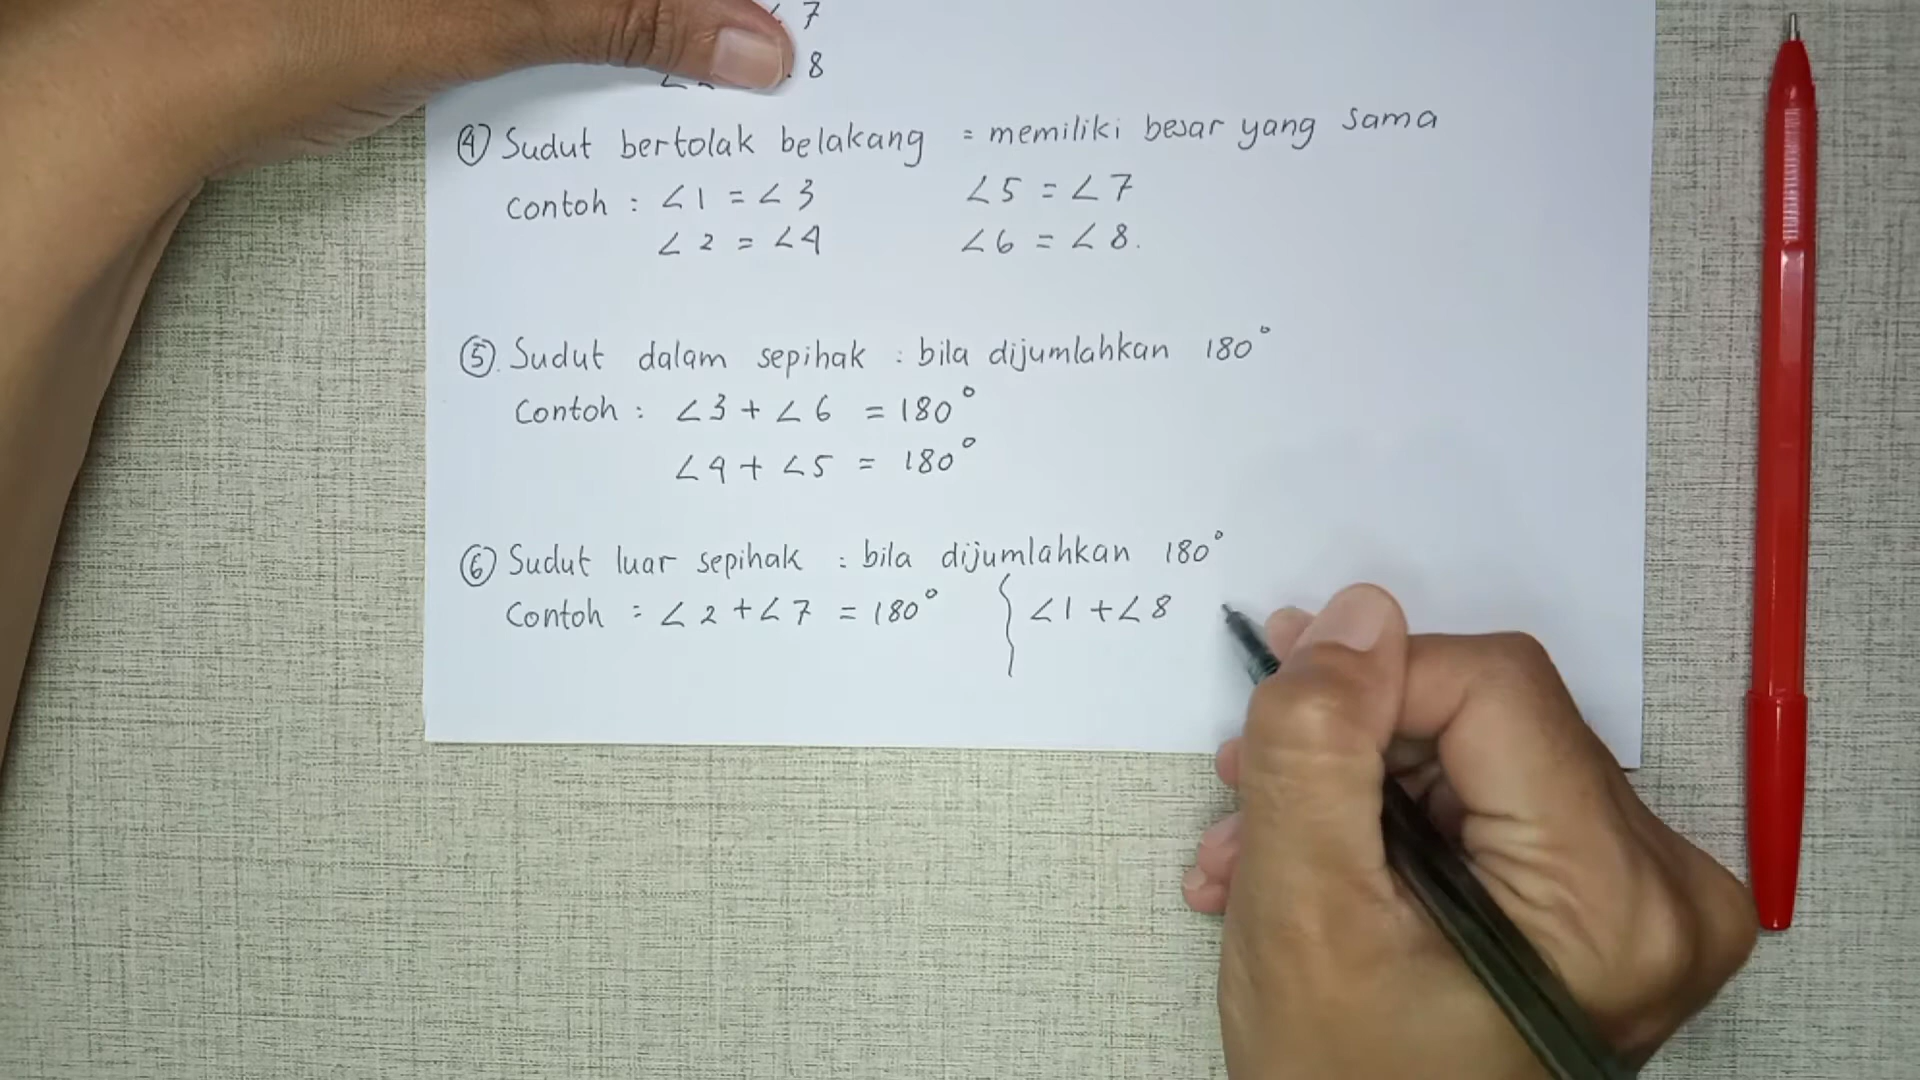 7
8
④ Sudut bertolak belakang = memiliki besar yang sama
Contoh : ∠1 = ∠3 ∠5 = ∠7
∠2 = ∠4 ∠6 = ∠8.
⑤. Sudut dalam sepihak : bila dijumlahkan 180°
Contoh : ∠3 + ∠6 = 180°
∠4 + ∠5 = 180°
⑥ Sudut luar sepihak : bila dijumlahkan 180°
Contoh : ∠2 + ∠7 = 180° { ∠1 + ∠8